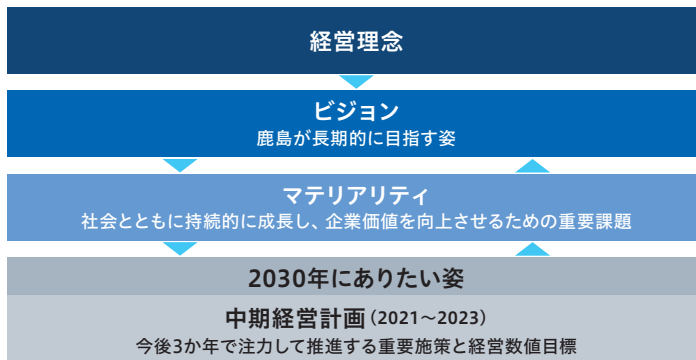 経営理念
ビジョン
鹿島が長期的に目指す姿
マテリアリティ
社会とともに持続的に成長し、企業価値を向上させるための重要課題
2030年にありたい姿
中期経営計画（2021～2023）
今後3か年で注力して推進する重要施策と経営数値目標